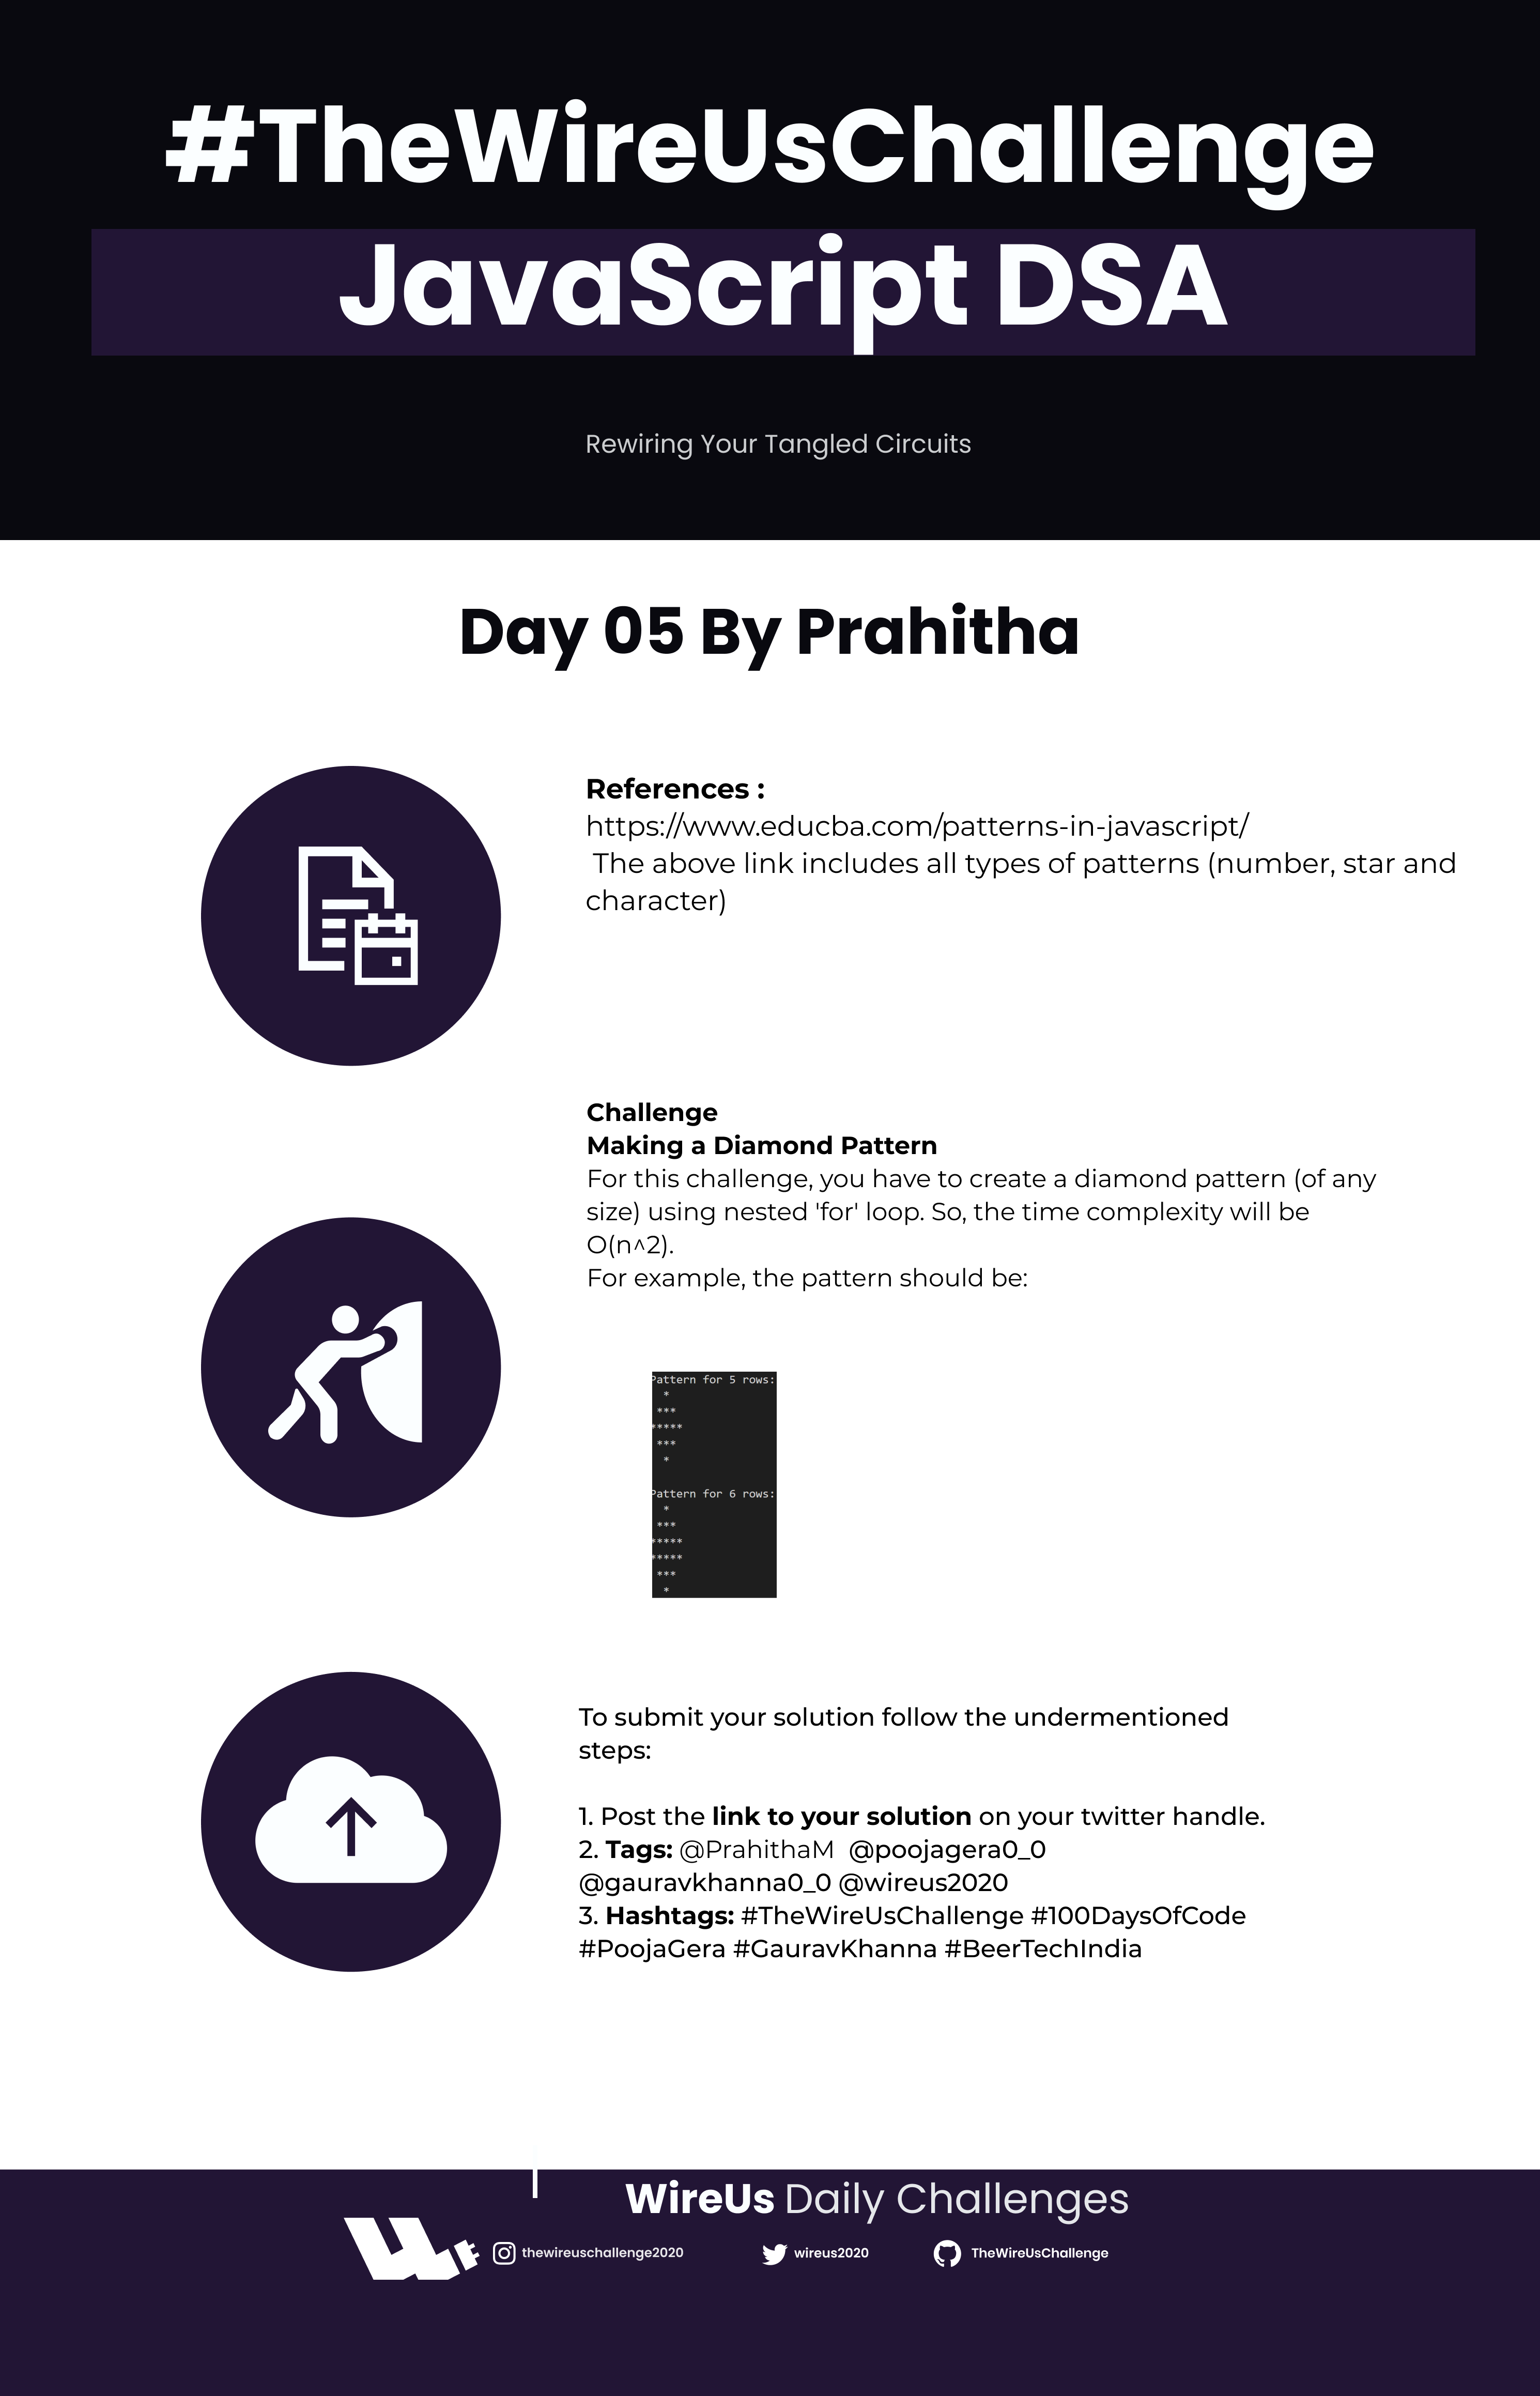 #TheWireUsChallenge
JavaScript DSA
Rewiring Your Tangled Circuits
Day 05 By Prahitha
References :
https://www.educba.com/patterns-in-javascript/
The above link includes all types of patterns (number, star and
character)
Challenge
Making a Diamond Pattern
For this challenge, you have to create a diamond pattern (of any
size) using nested 'for' loop. So, the time complexity will be
O(n^2).
For example, the pattern should be:
Pattern for 5 rows:
  *
 ***
*****
 ***
  *
Pattern for 6 rows:
  *
 ***
*****
*****
 ***
  *
To submit your solution follow the undermentioned
steps:
1. Post the link to your solution on your twitter handle.
2. Tags: @PrahithaM @poojagera0_0
@gauravkhanna0_0 @wireus2020
3. Hashtags: #TheWireUsChallenge #100DaysOfCode
#PoojaGera #GauravKhanna #BeerTechIndia
WireUs Daily Challenges
thewireuschallenge2020
wireus2020
TheWireUsChallenge